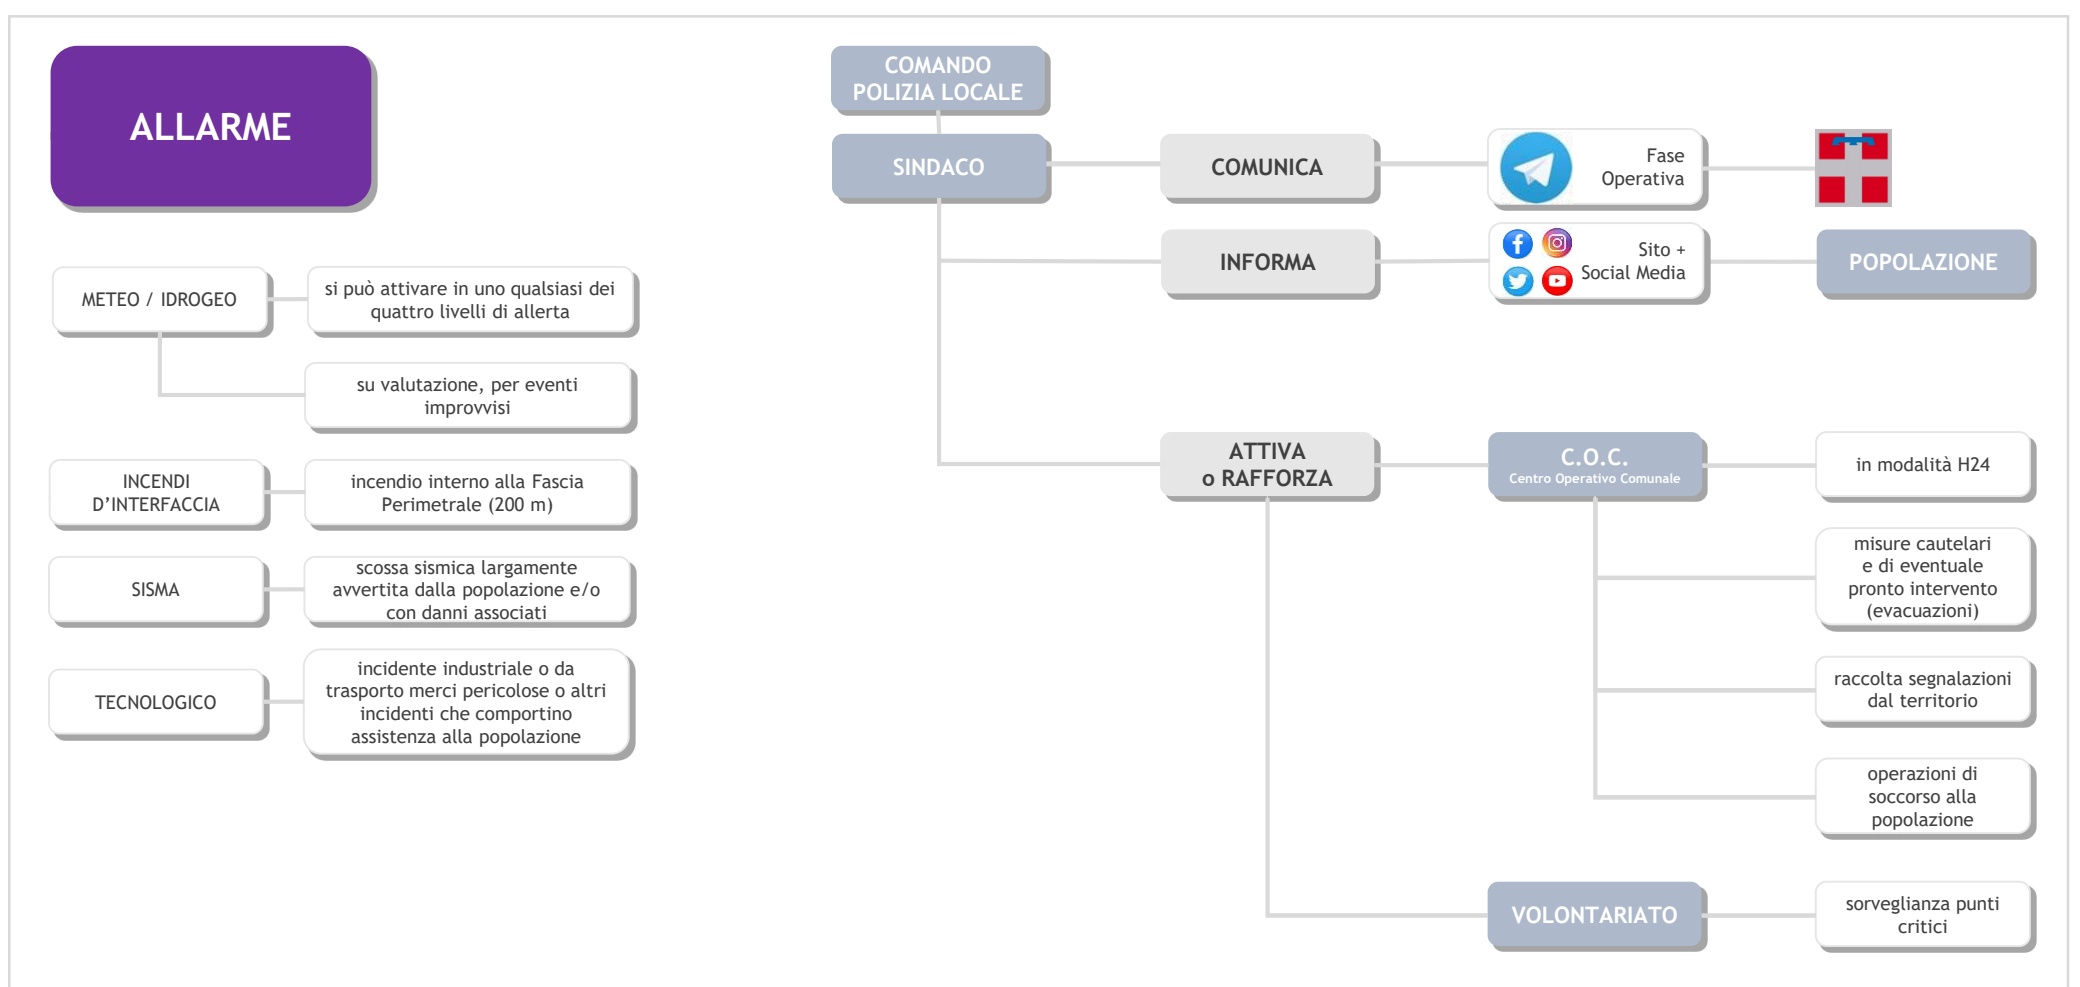 ALLARME
METEO / IDROGEO
si può attivare in uno qualsiasi dei
quattro livelli di allerta
su valutazione, per eventi
improvvisi
INCENDI
D’INTERFACCIA
incendio interno alla Fascia
Perimetrale (200 m)
SISMA
scossa sismica largamente
avvertita dalla popolazione e/o
con danni associati
TECNOLOGICO
incidente industriale o da
trasporto merci pericolose o altri
incidenti che comportino
assistenza alla popolazione
COMANDO
POLIZIA LOCALE
SINDACO
COMUNICA
Fase
Operativa
INFORMA
Sito +
Social Media
POPOLAZIONE
ATTIVA
o RAFFORZA
C.O.C.
Centro Operativo Comunale
in modalità H24
misure cautelari
e di eventuale
pronto intervento
(evacuazioni)
raccolta segnalazioni
dal territorio
operazioni di
soccorso alla
popolazione
VOLONTARIATO
sorveglianza punti
critici